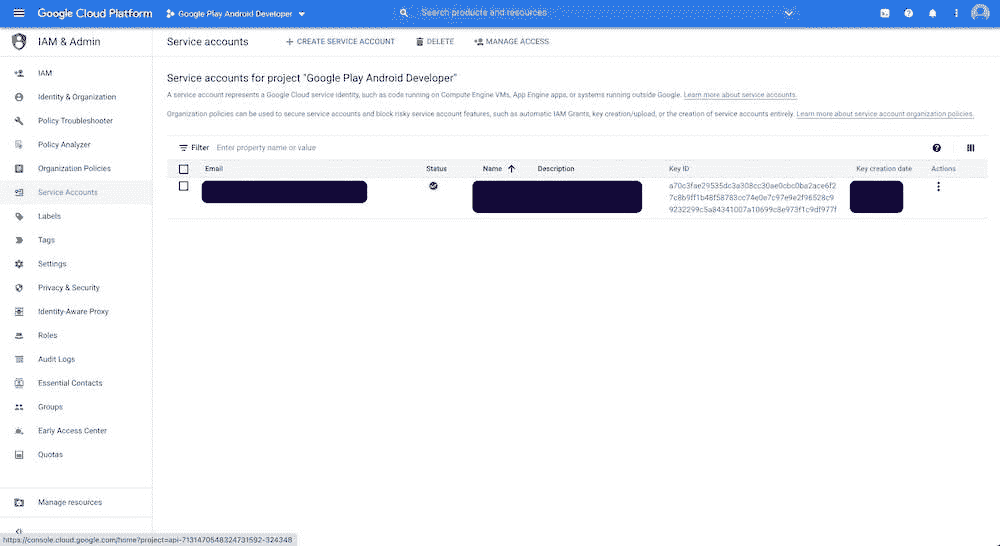 Google Cloud Platform
Google Play Android Developer
Search products and resources
IAM & Admin
Service accounts
CREATE SERVICE ACCOUNT
DELETE
MANAGE ACCESS
IAM
Identity & Organization
Policy Troubleshooter
Policy Analyzer
Organization Policies
Service Accounts
Labels
Tags
Settings
Privacy & Security
Identity-Aware Proxy
Roles
Audit Logs
Essential Contacts
Groups
Early Access Center
Quotas
Manage resources
Service accounts for project "Google Play Android Developer"
A service account represents a Google Cloud service identity, such as code running on Compute Engine VMs, App Engine apps, or systems running outside Google. Learn more about service accounts.
Organization policies can be used to secure service accounts and block risky service account features, such as automatic IAM Grants, key creation/upload, or the creation of service accounts entirely. Learn more about service account organization policies.
Filter Enter property name or value
Email Status Name Description Key ID Key creation date Actions
a70c3fae29535dc3a308cc30ae0cbc0ba2ace6f2
7c8b9ff1b48f58783cc74e0e7c97e9e2f96528c9
9232299c5a84341007a10699c8e973f1c9df977f
https://console.cloud.google.com/home?project=api-7131470548324731592-324348